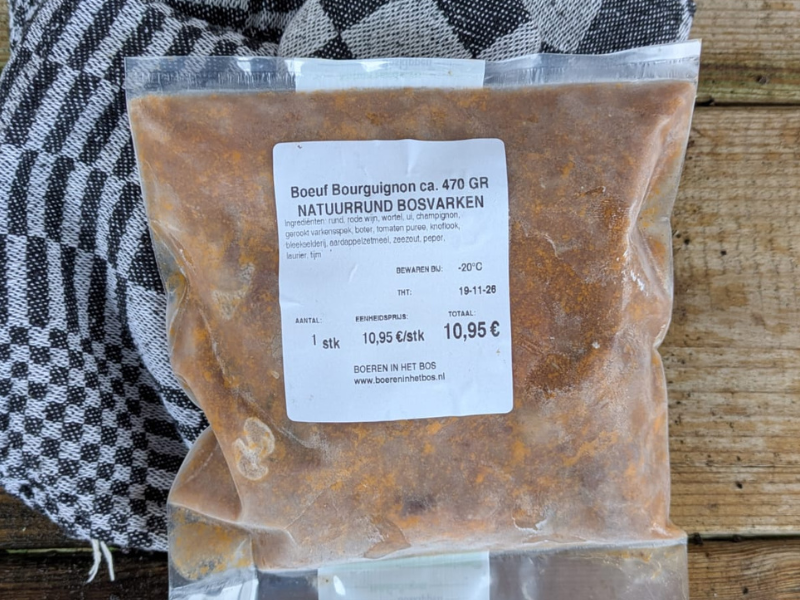 Boeuf Bourguignon ca. 470 GR
NATUURRUND BOSVARKEN
Ingrediënten: rund, rode wijn, wortel, ui, champignon,
gerookt varkensspek, boter, tomaten puree, knoflook,
bleekselderij, aardappelzetmeel, zeezout, peper,
laurier, tijm
BEWAREN BIJ: -20°C
THT: 19-11-26
AANTAL: EENHEIDSPRIJS: TOTAAL:
1 stk 10,95 €/stk 10,95 €
BOEREN IN HET BOS
www.boereninhetbos.nl